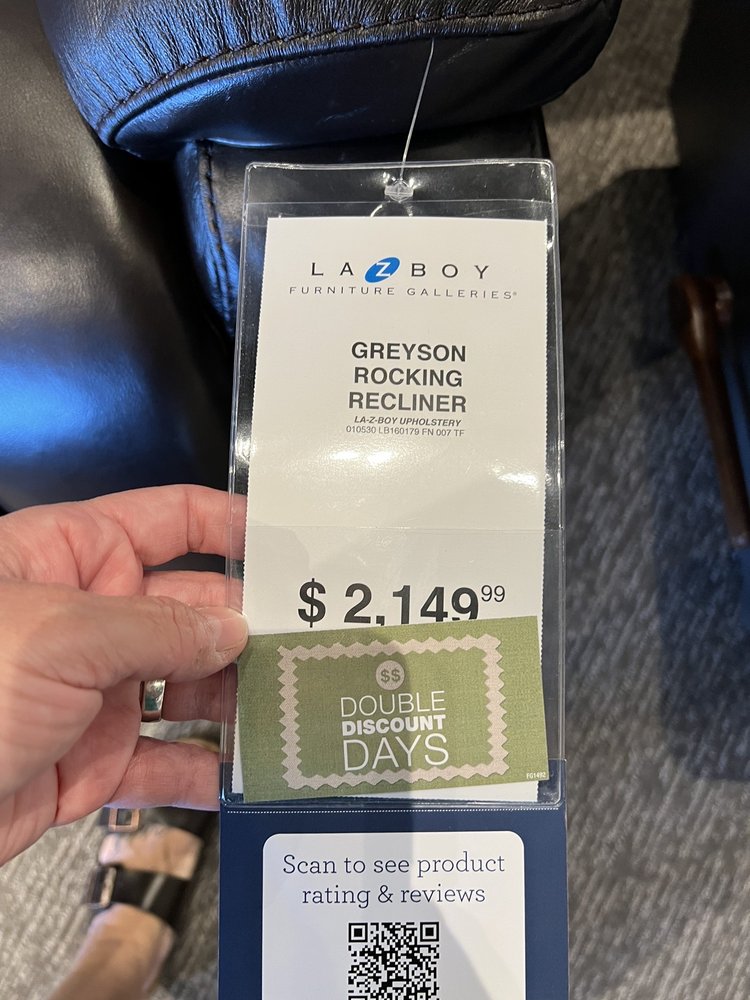 LA Z BOY
FURNITURE GALLERIES®
GREYSON
ROCKING
RECLINER
LA-Z-BOY UPHOLSTERY
010530 LB160179 FN 007 TF
$ 2,149 99
$$
DOUBLE
DISCOUNT
DAYS
FG1492
Scan to see product
rating & reviews